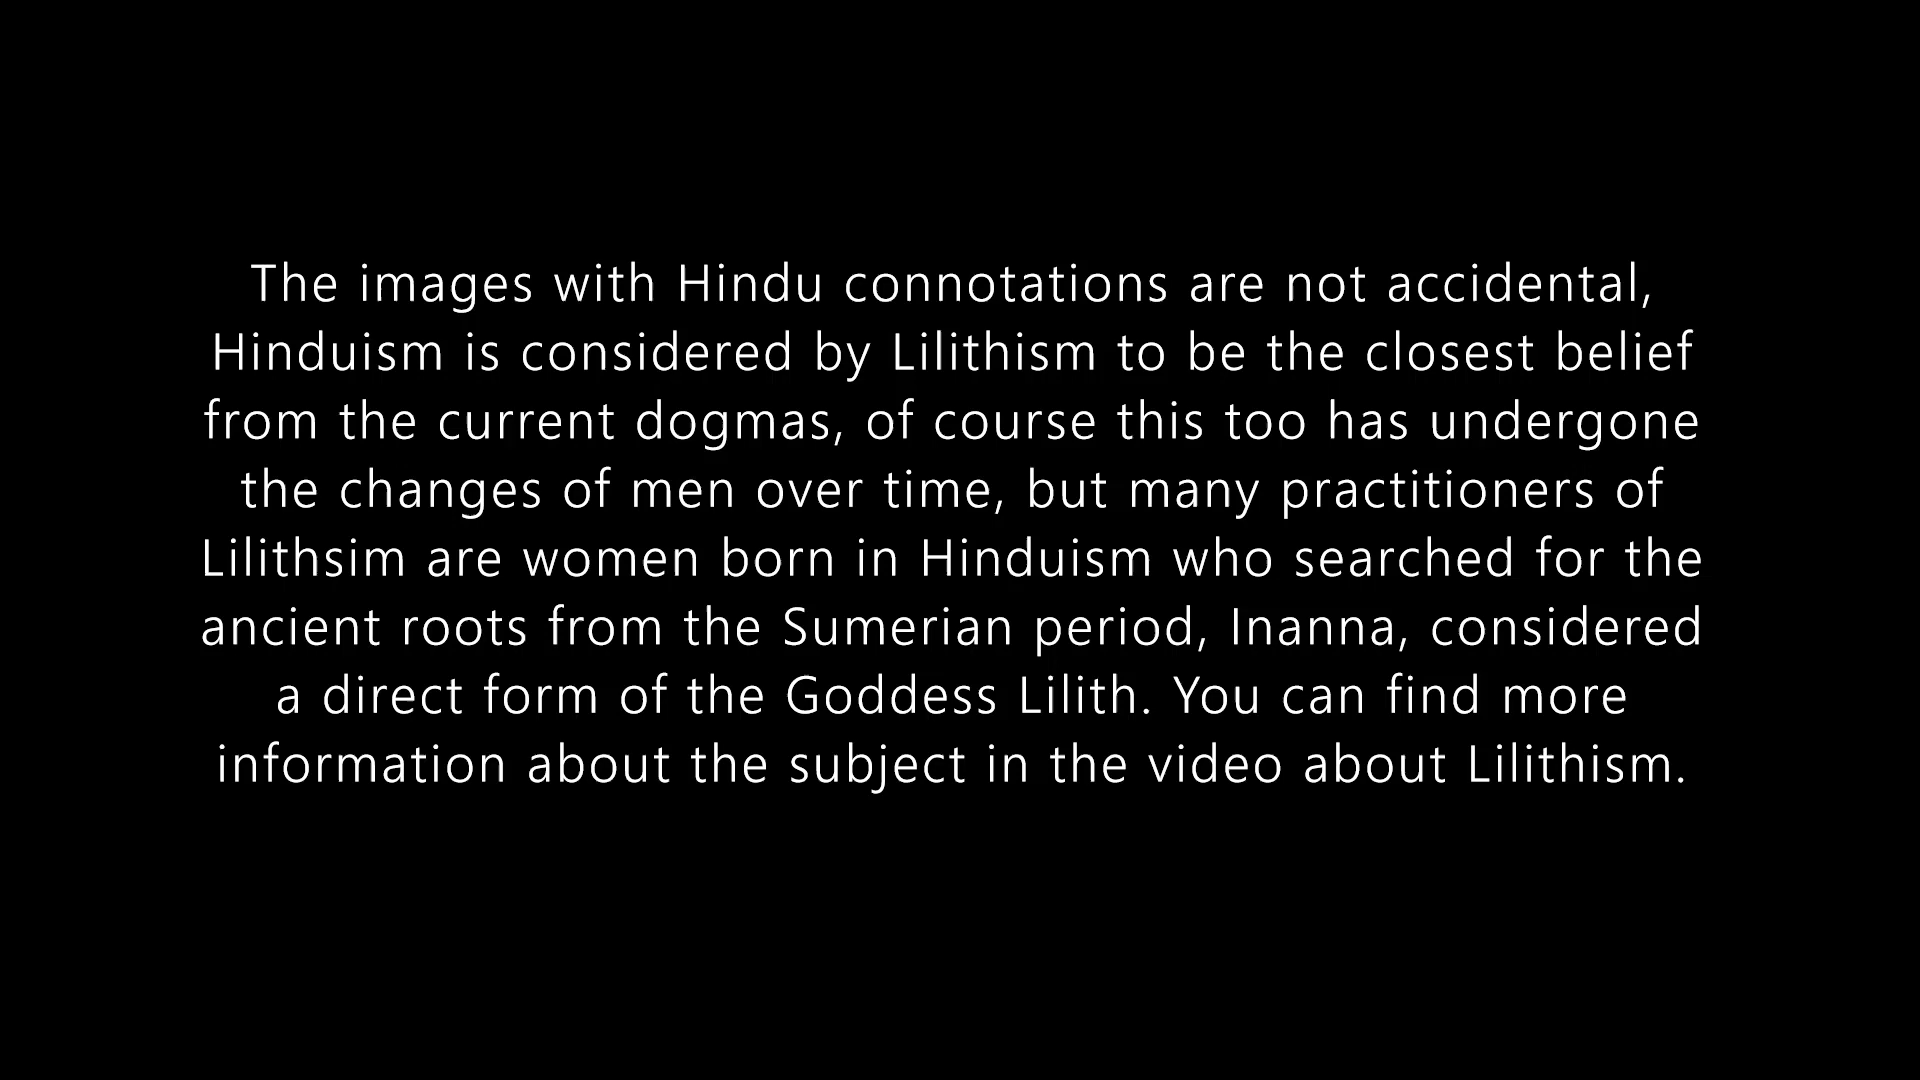 The images with Hindu connotations are not accidental,
Hinduism is considered by Lilithism to be the closest belief
from the current dogmas, of course this too has undergone
the changes of men over time, but many practitioners of
Lilithsim are women born in Hinduism who searched for the
ancient roots from the Sumerian period, Inanna, considered
a direct form of the Goddess Lilith. You can find more
information about the subject in the video about Lilithism.